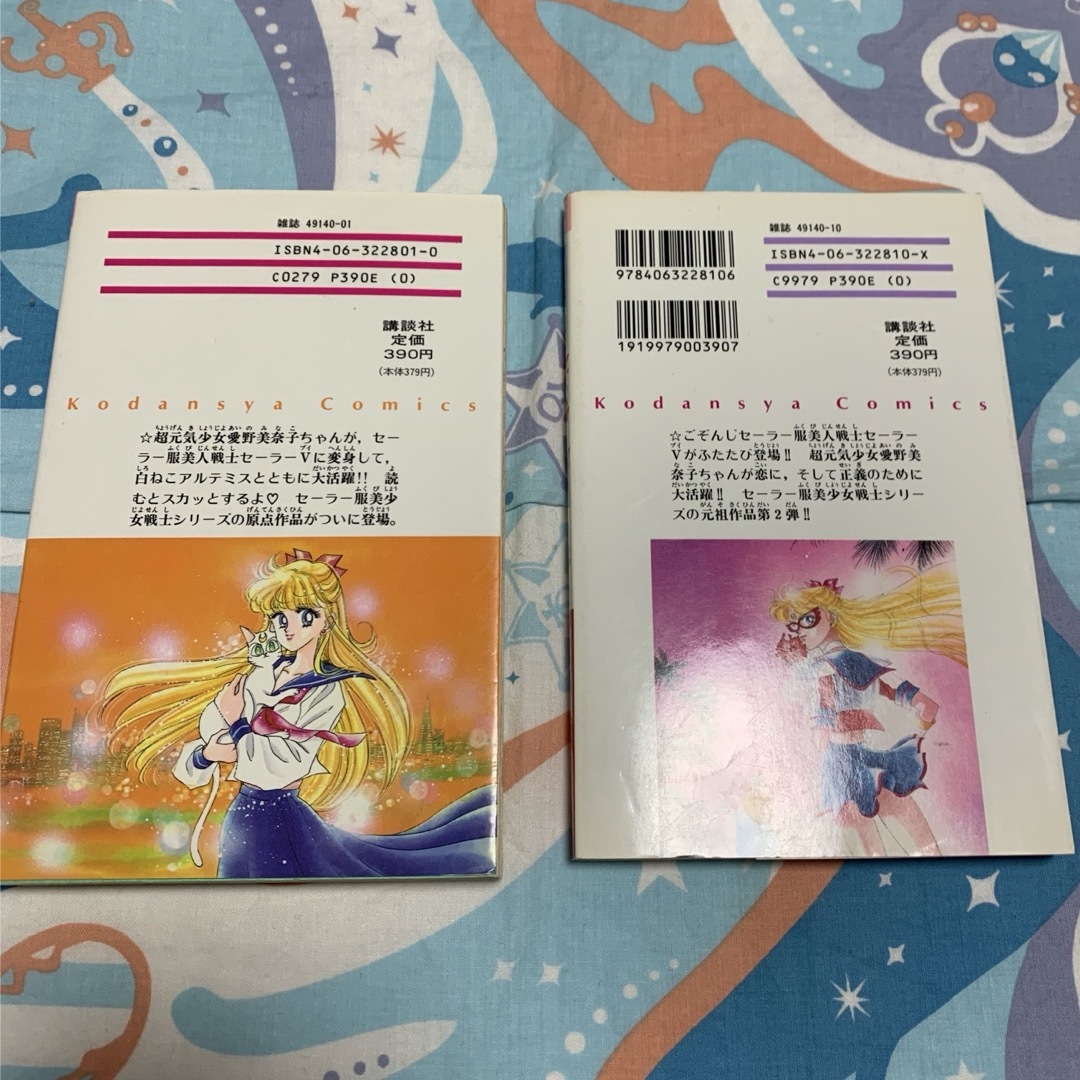 雑誌 49140-01
ISBN4-06-322801-0
C0279 P390E (0)
講談社
定価
390円
(本体379円)
Kodansya Comics
☆超元気少女愛野美奈子ちゃんが，セー
ラー服美人戦士セーラーVに変身して，
白ねこアルテミスとともに大活躍!! 読
むとスカッとするよ♡ セーラー服美少
女戦士シリーズの原点作品がついに登場。
9784063228106
1919979003907
雑誌 49140-10
ISBN4-06-322810-X
C9979 P390E (0)
講談社
定価
390円
(本体379円)
Kodansya Comics
☆ごぞんじセーラー服美人戦士セーラー
Vがふたたび登場!! 超元気少女愛野美
奈子ちゃんが恋に，そして正義のために
大活躍!! セーラー服美少女戦士シリー
ズの元祖作品第2弾!!